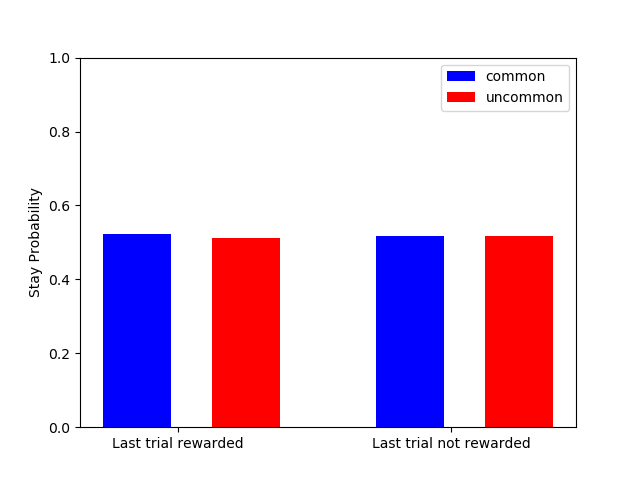 common
uncommon
Stay Probability
1.0
0.8
0.6
0.4
0.2
0.0
Last trial rewarded
Last trial not rewarded